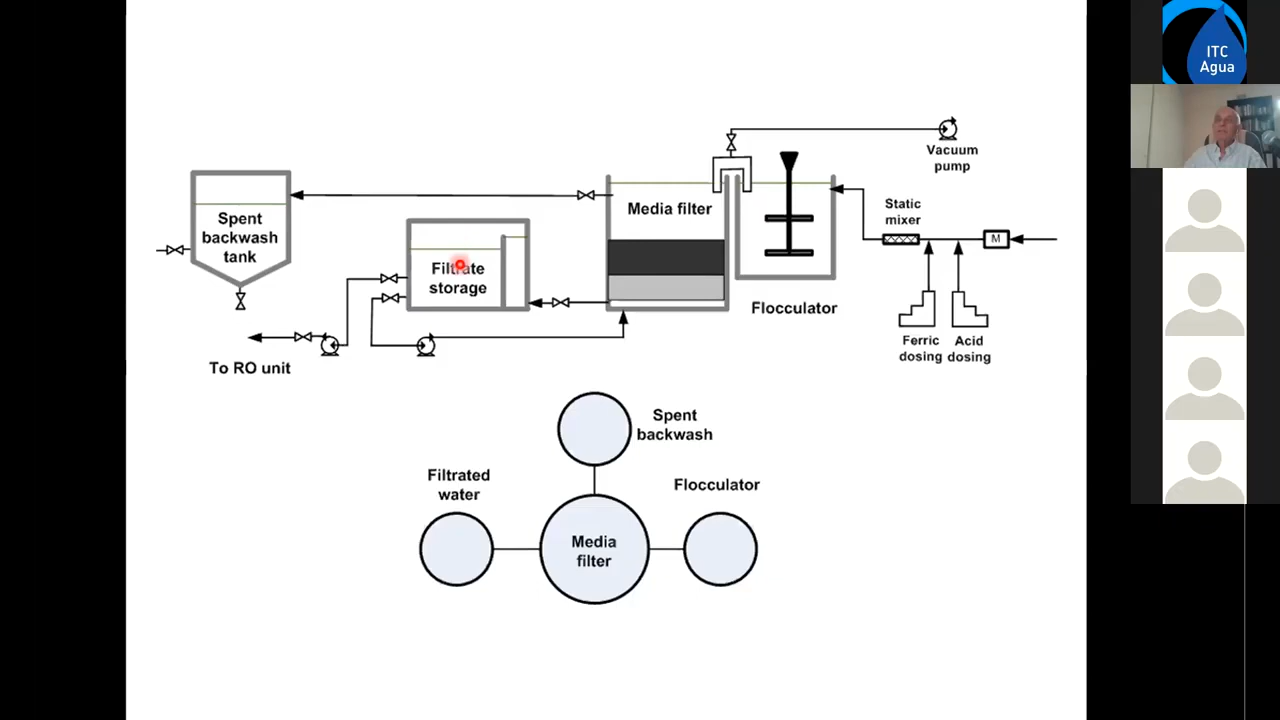 ITC
Agua
Vacuum
pump
Static
mixer
M
Media filter
Spent
backwash
tank
Filtrate
storage
Flocculator
Ferric
dosing
Acid
dosing
To RO unit
Spent
backwash
Filtrated
water
Flocculator
Media
filter